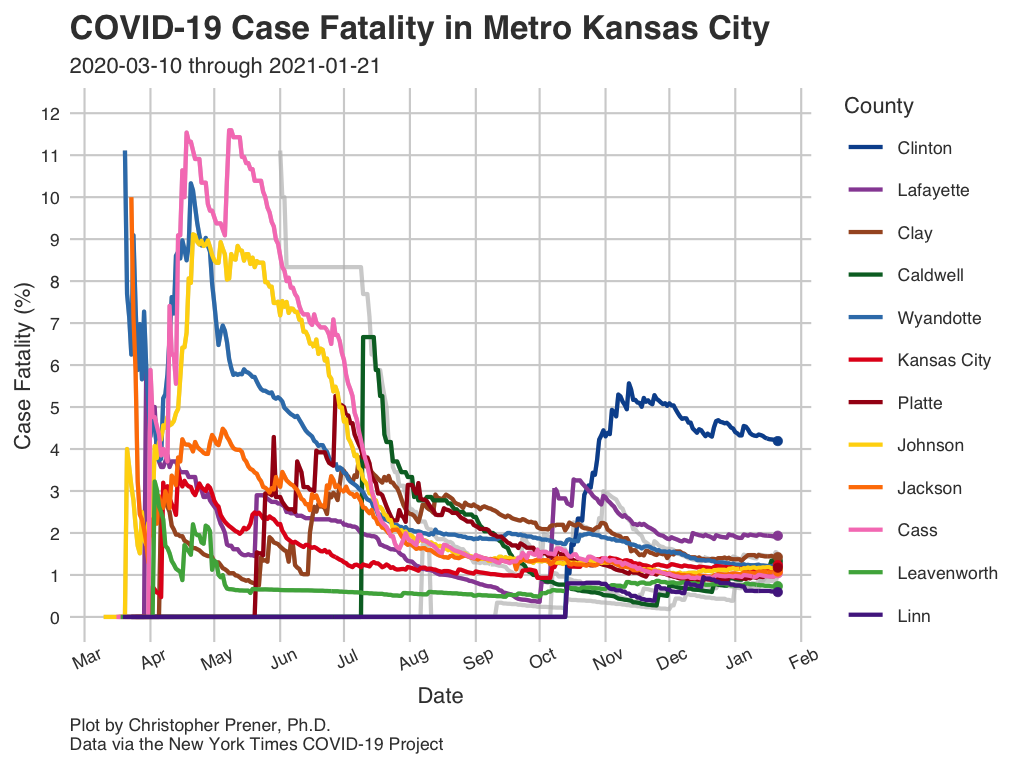 COVID-19 Case Fatality in Metro Kansas City
2020-03-10 through 2021-01-21
Case Fatality (%)
12
11
10
9
8
7
6
5
4
3
2
1
0
Mar
Apr
May
Jun
Jul
Aug
Sep
Oct
Nov
Dec
Jan
Feb
Date
County
Clinton
Lafayette
Clay
Caldwell
Wyandotte
Kansas City
Platte
Johnson
Jackson
Cass
Leavenworth
Linn
Plot by Christopher Prener, Ph.D.
Data via the New York Times COVID-19 Project